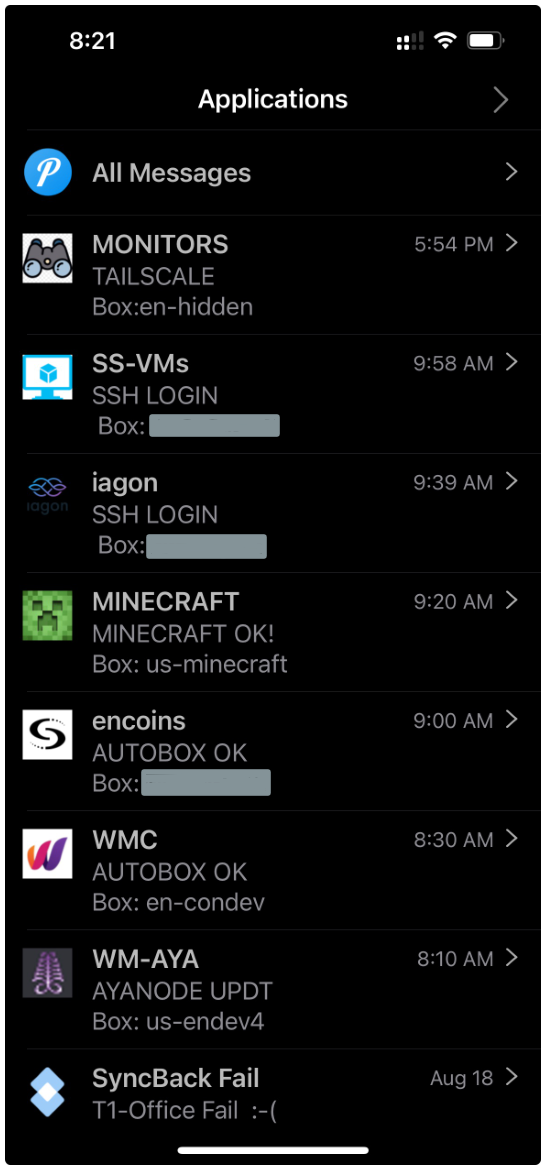 8:21
Applications
All Messages
MONITORS 5:54 PM
TAILSCALE
Box:en-hidden
SS-VMs 9:58 AM
SSH LOGIN
Box:
iagon 9:39 AM
iagon
SSH LOGIN
Box:
MINECRAFT 9:20 AM
MINECRAFT OK!
Box: us-minecraft
encoins 9:00 AM
AUTOBOX OK
Box:
WMC 8:30 AM
AUTOBOX OK
Box: en-condev
WM-AYA 8:10 AM
AYANODE UPDT
Box: us-endev4
SyncBack Fail Aug 18
T1-Office Fail :-(